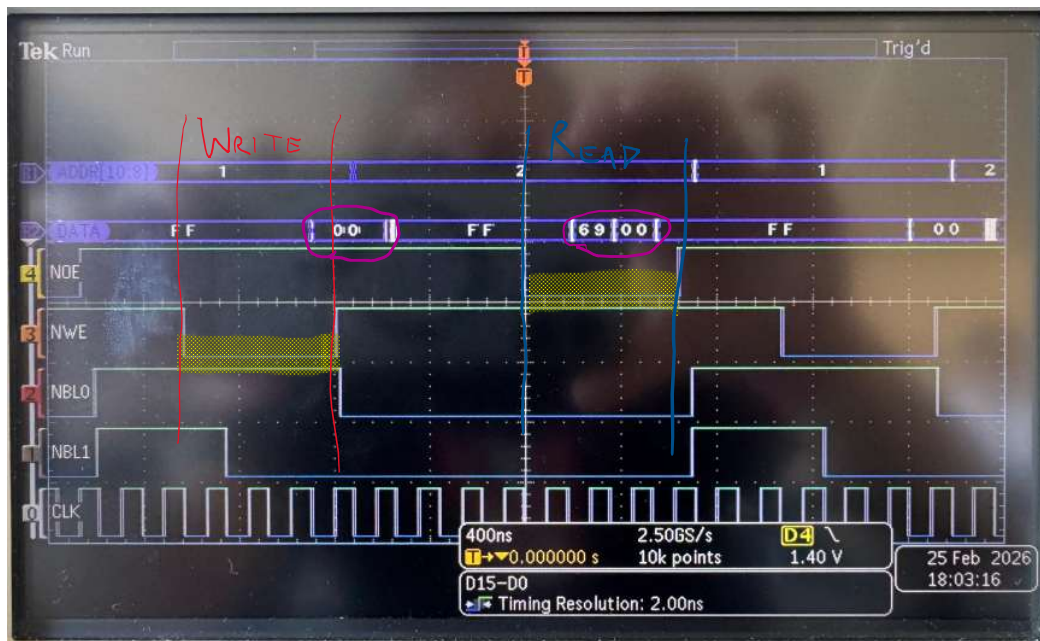 Tek Run Trig'd
T
T
WRITE READ
ADDR[10:8] 1 2 1 2
DATA FF 00 FF 69 00 FF 00
4 NOE
3 NWE
2 NBL0
1 NBL1
0 CLK
400ns 2.50GS/s D4
T→▼0.000000 s 10k points 1.40 V
D15-D0
Timing Resolution: 2.00ns
25 Feb 2026
18:03:16